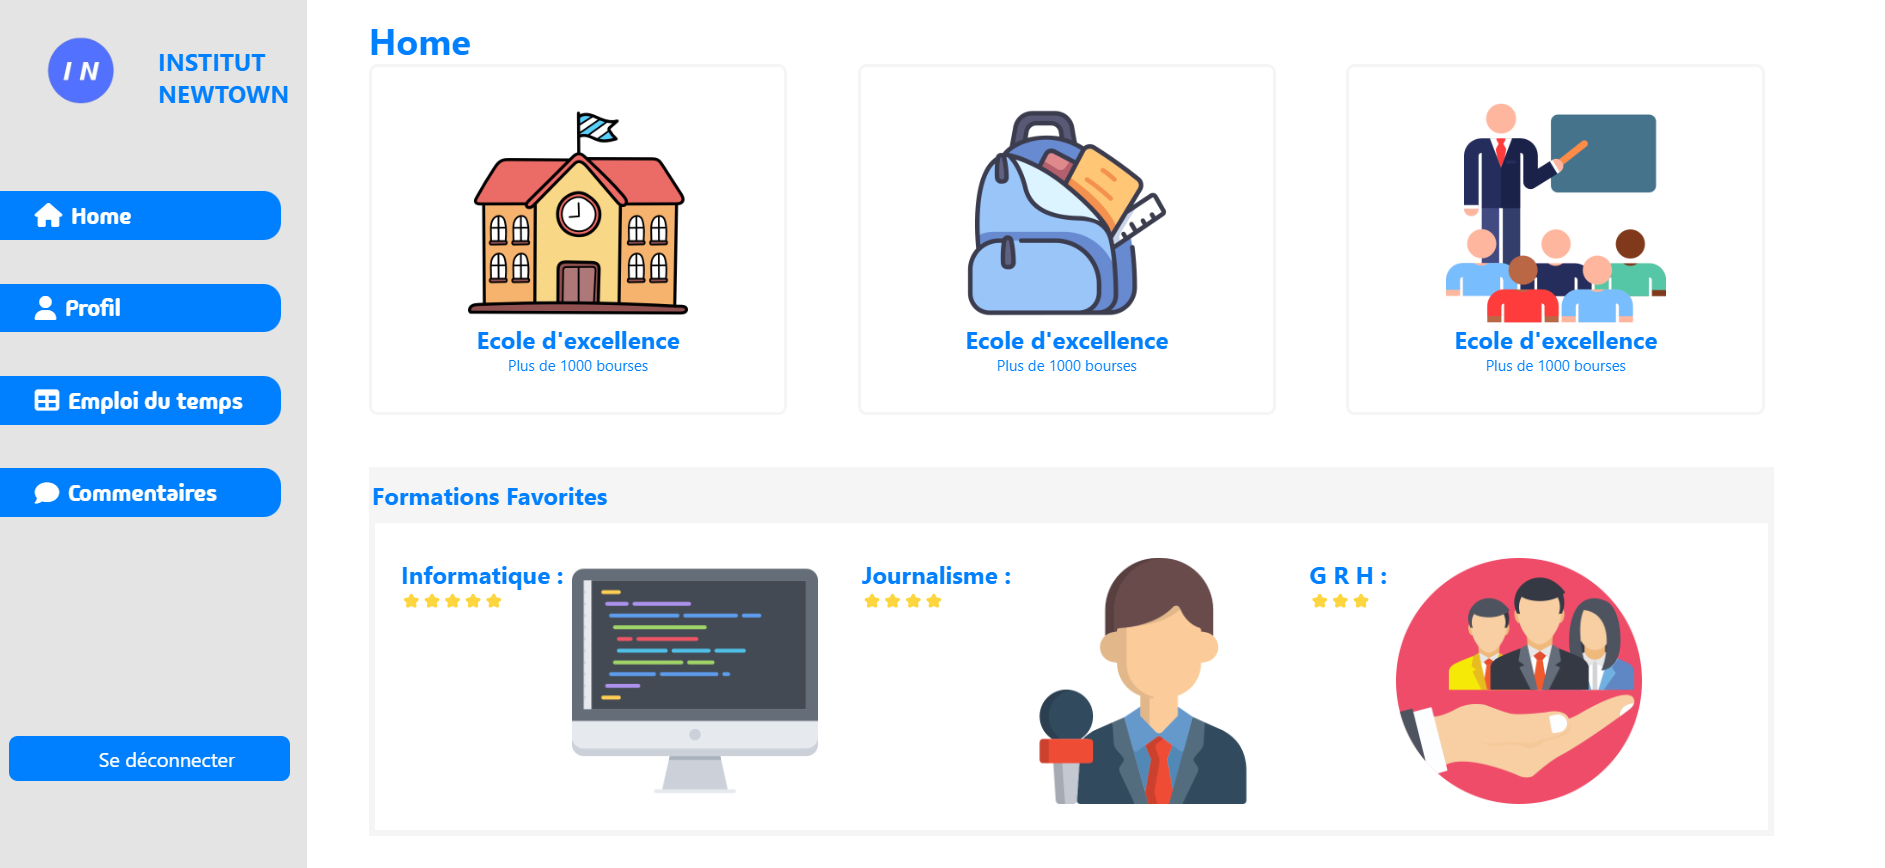 I N
INSTITUT
NEWTOWN
Home
Profil
Emploi du temps
Commentaires
Se déconnecter
Home
Ecole d'excellence
Plus de 1000 bourses
Ecole d'excellence
Plus de 1000 bourses
Ecole d'excellence
Plus de 1000 bourses
Formations Favorites
Informatique :
Journalisme :
G R H :